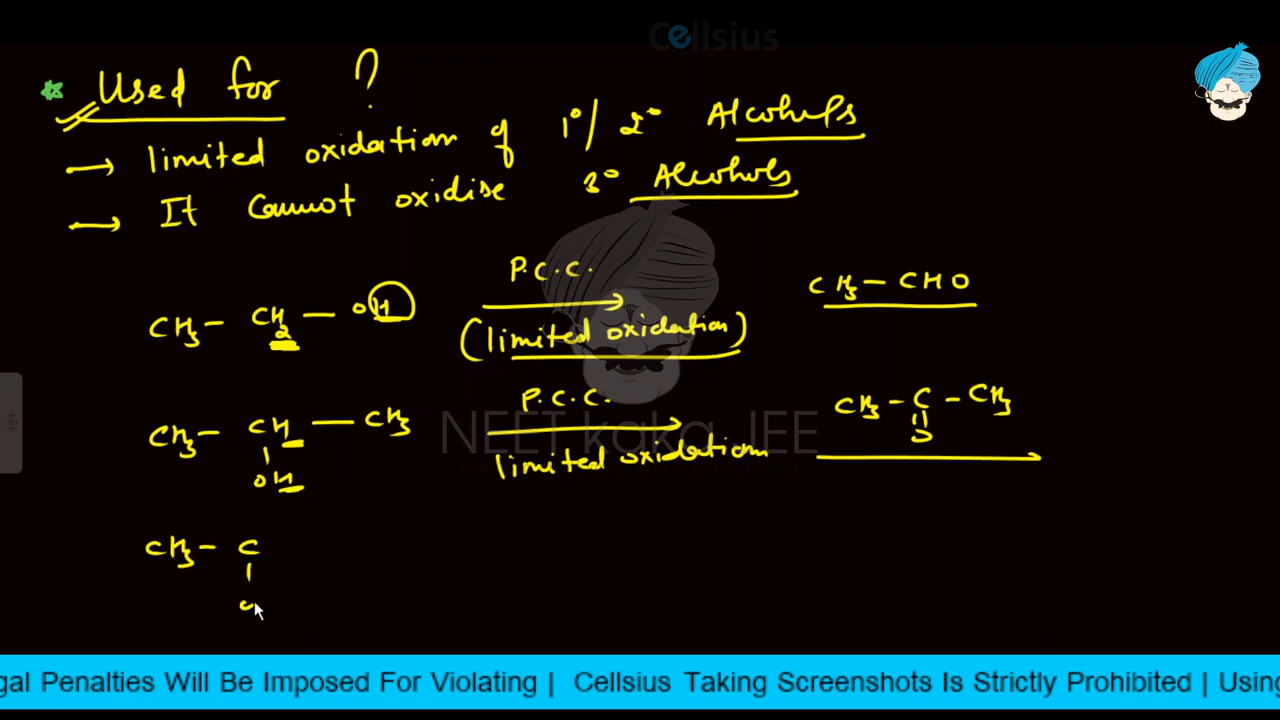 Cellsius
* Used for ?
→ limited oxidation of 1°/2° Alcohols
→ It cannot oxidise 3° Alcohols
CH3 – CH2 – OH P.C.C. (limited oxidation) CH3 – CHO
CH3 – CH – CH3 P.C.C. limited oxidation CH3 – C – CH3
OH O
NEET kaka JEE
CH3 – C
gal Penalties Will Be Imposed For Violating | Cellsius Taking Screenshots Is Strictly Prohibited | Using